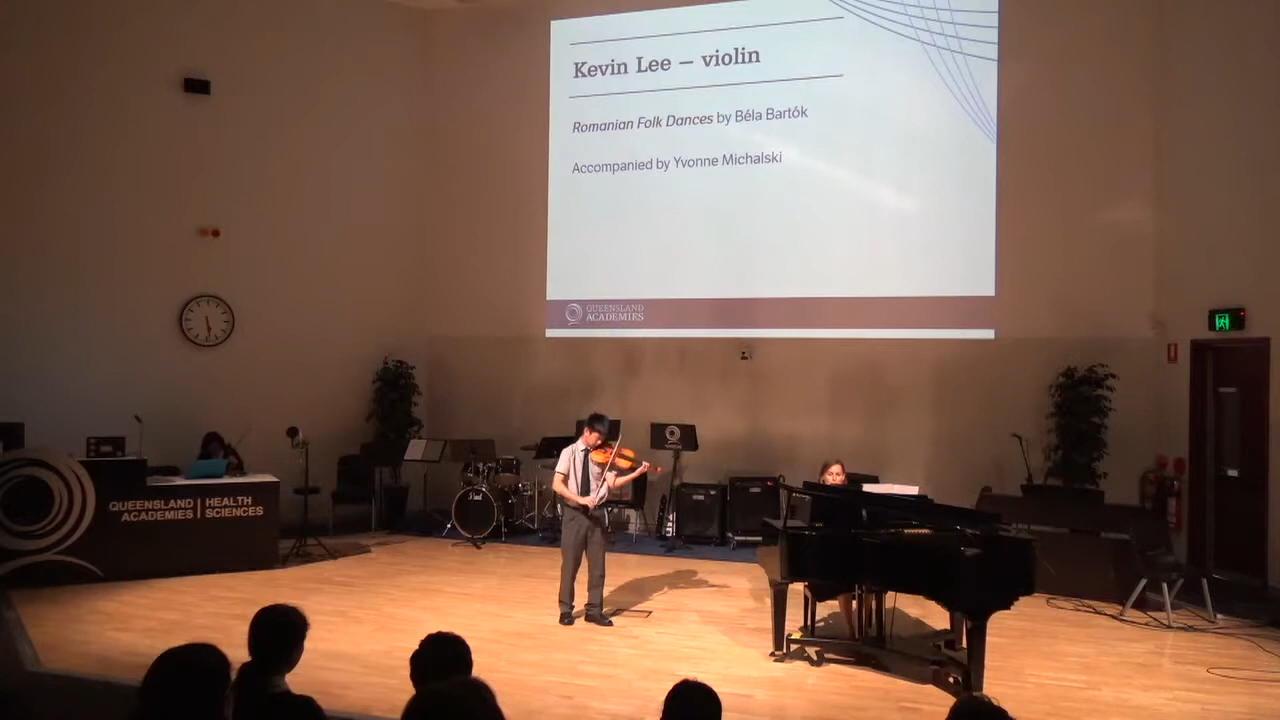 Kevin Lee – violin
Romanian Folk Dances by Béla Bartók
Accompanied by Yvonne Michalski
QUEENSLAND
ACADEMIES
QUEENSLAND
ACADEMIES
HEALTH
SCIENCES
Pearl